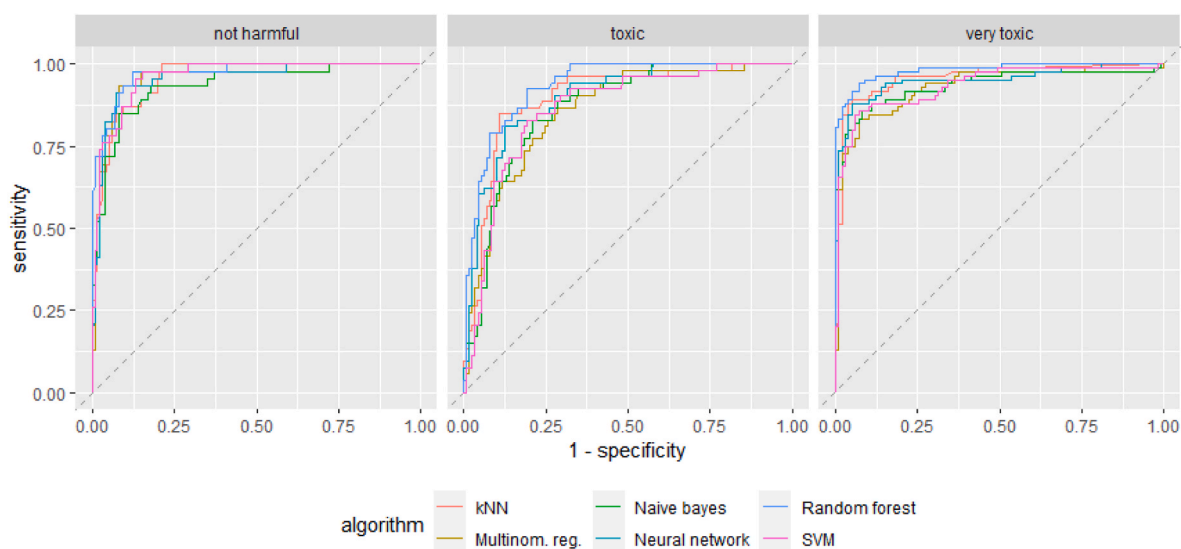 not harmful
toxic
very toxic
1.00
0.75
0.50
0.25
0.00
sensitivity
0.00 0.25 0.50 0.75 1.00
0.00 0.25 0.50 0.75 1.00
0.00 0.25 0.50 0.75 1.00
1 - specificity
algorithm
kNN Naive bayes Random forest
Multinom. reg. Neural network SVM